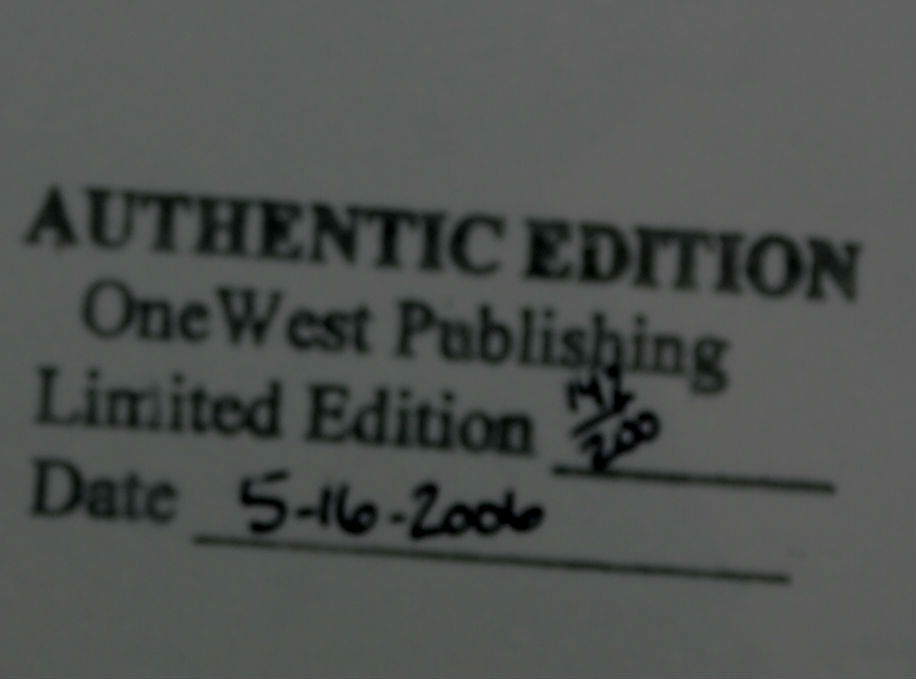 AUTHENTIC EDITION
OneWest Publishing
Limited Edition /200
Date 5-16-2006